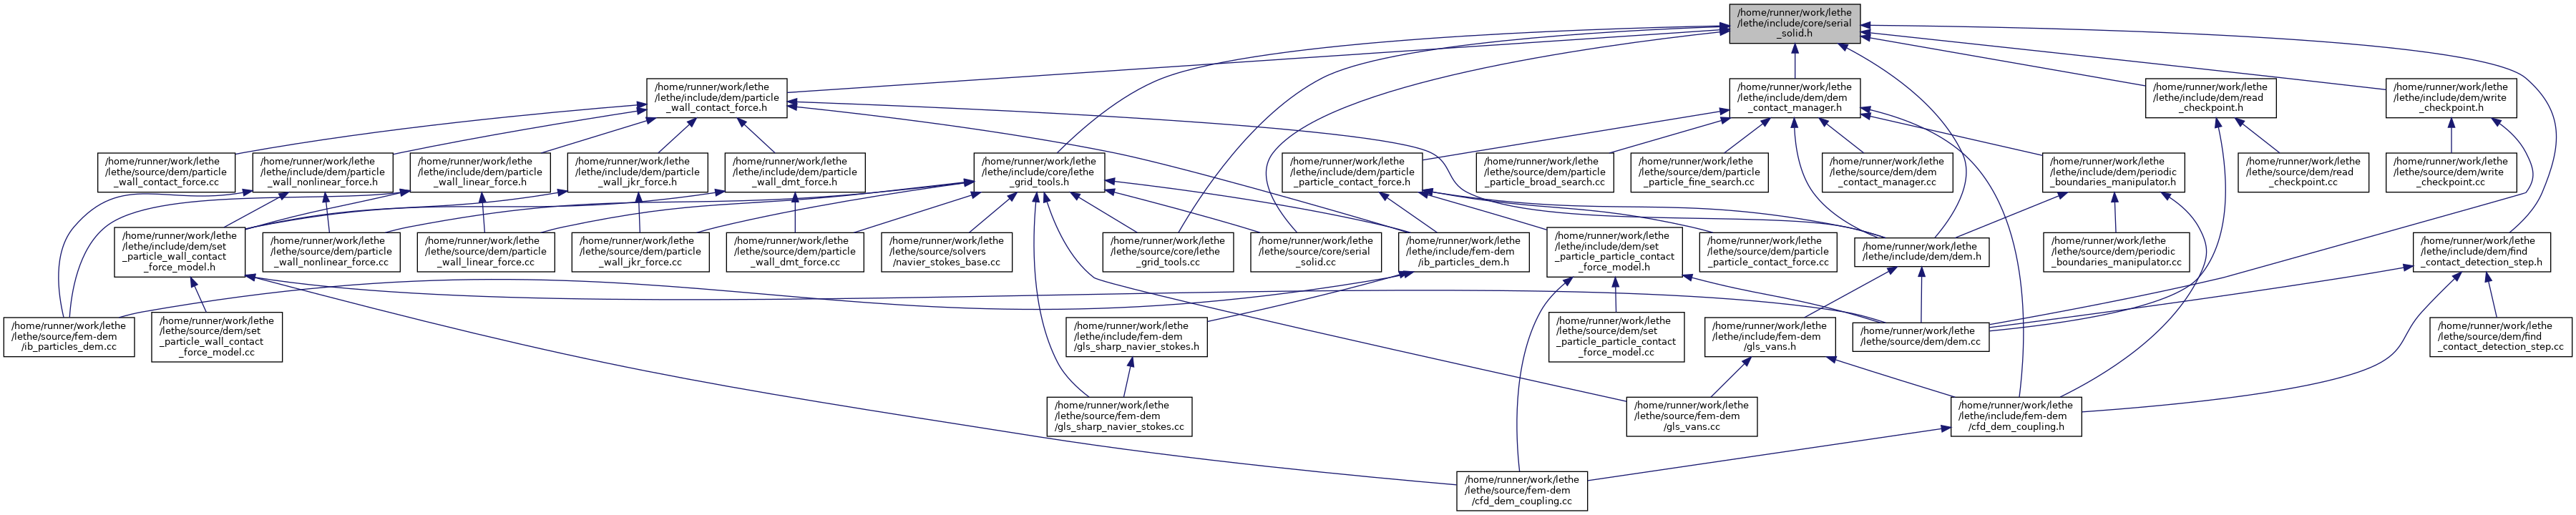 /home/runner/work/lethe
/lethe/include/core/serial
_solid.h
/home/runner/work/lethe
/lethe/include/dem/particle
_wall_contact_force.h
/home/runner/work/lethe
/lethe/include/dem/dem
_contact_manager.h
/home/runner/work/lethe
/lethe/include/dem/read
_checkpoint.h
/home/runner/work/lethe
/lethe/include/dem/write
_checkpoint.h
/home/runner/work/lethe
/lethe/source/dem/particle
_wall_contact_force.cc
/home/runner/work/lethe
/lethe/include/dem/particle
_wall_nonlinear_force.h
/home/runner/work/lethe
/lethe/include/dem/particle
_wall_linear_force.h
/home/runner/work/lethe
/lethe/include/dem/particle
_wall_jkr_force.h
/home/runner/work/lethe
/lethe/include/dem/particle
_wall_dmt_force.h
/home/runner/work/lethe
/lethe/include/core/lethe
_grid_tools.h
/home/runner/work/lethe
/lethe/include/dem/particle
_particle_contact_force.h
/home/runner/work/lethe
/lethe/source/dem/particle
_particle_broad_search.cc
/home/runner/work/lethe
/lethe/source/dem/particle
_particle_fine_search.cc
/home/runner/work/lethe
/lethe/source/dem/dem
_contact_manager.cc
/home/runner/work/lethe
/lethe/include/dem/periodic
_boundaries_manipulator.h
/home/runner/work/lethe
/lethe/source/dem/read
_checkpoint.cc
/home/runner/work/lethe
/lethe/source/dem/write
_checkpoint.cc
/home/runner/work/lethe
/lethe/include/dem/set
_particle_wall_contact
_force_model.h
/home/runner/work/lethe
/lethe/source/dem/particle
_wall_nonlinear_force.cc
/home/runner/work/lethe
/lethe/source/dem/particle
_wall_linear_force.cc
/home/runner/work/lethe
/lethe/source/dem/particle
_wall_jkr_force.cc
/home/runner/work/lethe
/lethe/source/dem/particle
_wall_dmt_force.cc
/home/runner/work/lethe
/lethe/source/solvers
/navier_stokes_base.cc
/home/runner/work/lethe
/lethe/source/core/lethe
_grid_tools.cc
/home/runner/work/lethe
/lethe/source/core/serial
_solid.cc
/home/runner/work/lethe
/lethe/include/fem-dem
/ib_particles_dem.h
/home/runner/work/lethe
/lethe/include/dem/set
_particle_particle_contact
_force_model.h
/home/runner/work/lethe
/lethe/source/dem/particle
_particle_contact_force.cc
/home/runner/work/lethe
/lethe/include/dem/dem.h
/home/runner/work/lethe
/lethe/source/dem/periodic
_boundaries_manipulator.cc
/home/runner/work/lethe
/lethe/include/dem/find
_contact_detection_step.h
/home/runner/work/lethe
/lethe/source/fem-dem
/ib_particles_dem.cc
/home/runner/work/lethe
/lethe/source/dem/set
_particle_wall_contact
_force_model.cc
/home/runner/work/lethe
/lethe/include/fem-dem
/gls_sharp_navier_stokes.h
/home/runner/work/lethe
/lethe/source/dem/set
_particle_particle_contact
_force_model.cc
/home/runner/work/lethe
/lethe/include/fem-dem
/gls_vans.h
/home/runner/work/lethe
/lethe/source/dem/dem.cc
/home/runner/work/lethe
/lethe/source/dem/find
_contact_detection_step.cc
/home/runner/work/lethe
/lethe/source/fem-dem
/gls_sharp_navier_stokes.cc
/home/runner/work/lethe
/lethe/source/fem-dem
/gls_vans.cc
/home/runner/work/lethe
/lethe/include/fem-dem
/cfd_dem_coupling.h
/home/runner/work/lethe
/lethe/source/fem-dem
/cfd_dem_coupling.cc